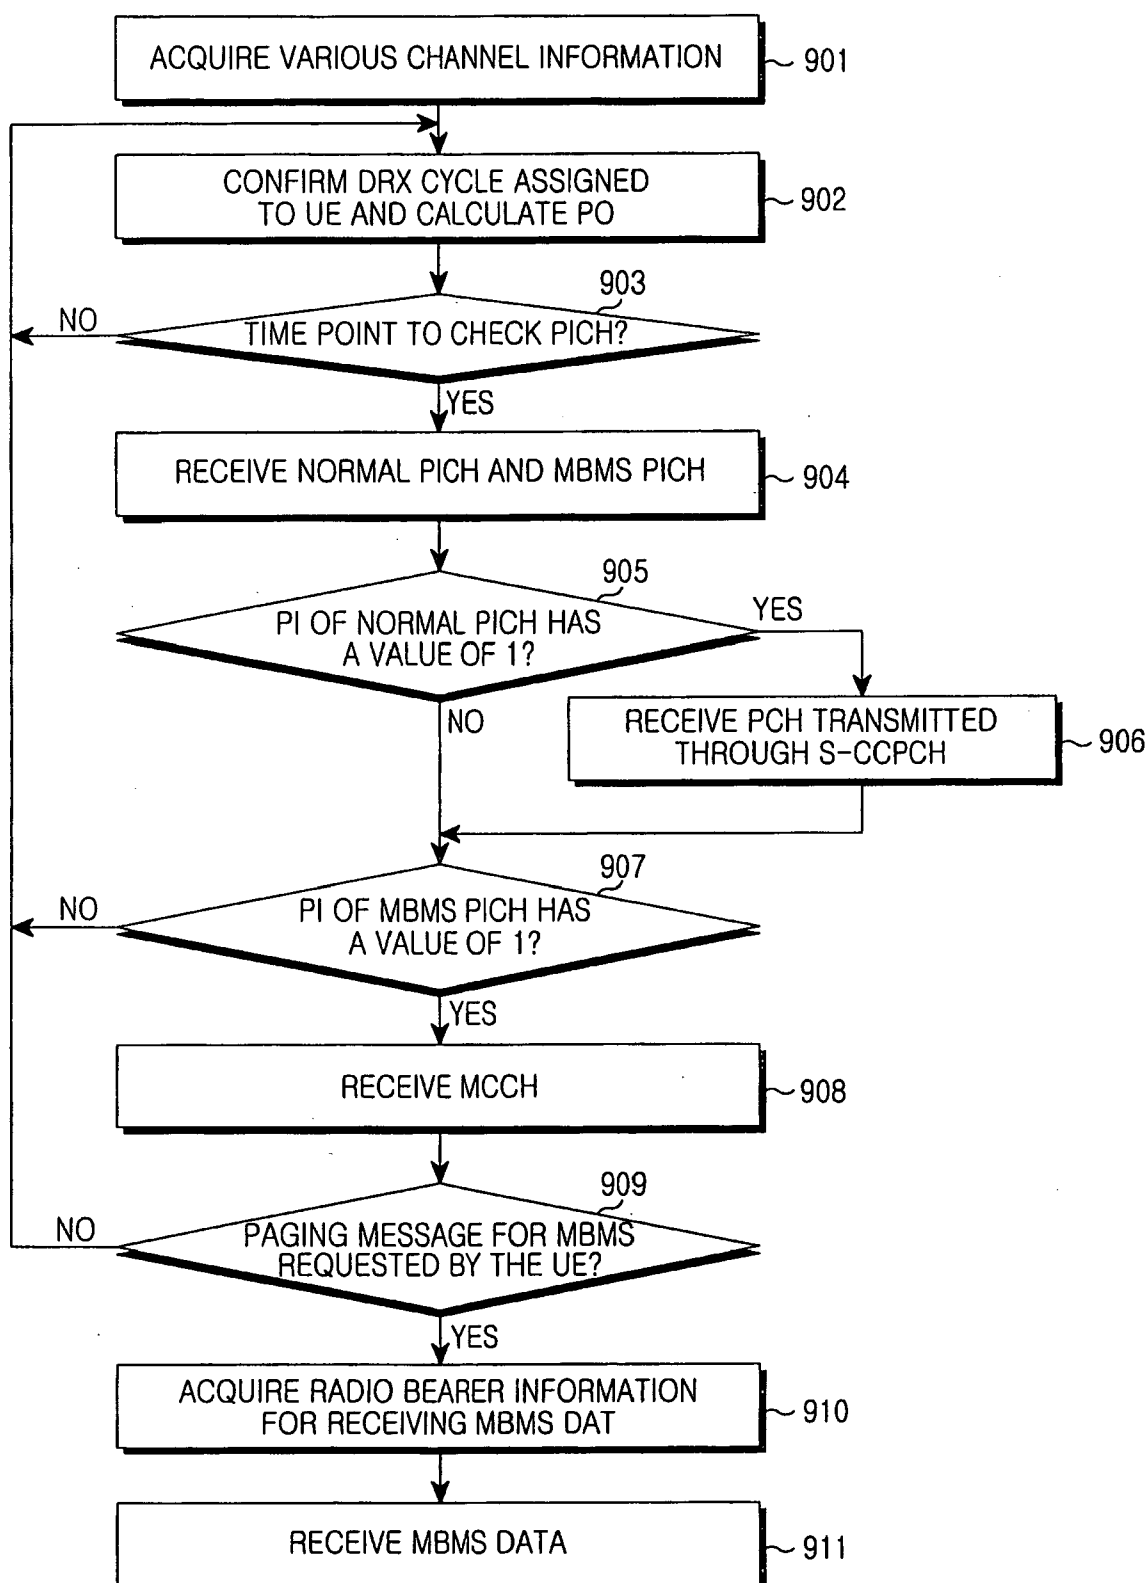 ACQUIRE VARIOUS CHANNEL INFORMATION
901
CONFIRM DRX CYCLE ASSIGNED
TO UE AND CALCULATE PO
902
903
NO
TIME POINT TO CHECK PICH?
YES
RECEIVE NORMAL PICH AND MBMS PICH
904
905
YES
PI OF NORMAL PICH HAS
A VALUE OF 1?
NO
RECEIVE PCH TRANSMITTED
THROUGH S-CCPCH
906
907
NO
PI OF MBMS PICH HAS
A VALUE OF 1?
YES
RECEIVE MCCH
908
909
NO
PAGING MESSAGE FOR MBMS
REQUESTED BY THE UE?
YES
ACQUIRE RADIO BEARER INFORMATION
FOR RECEIVING MBMS DAT
910
RECEIVE MBMS DATA
911